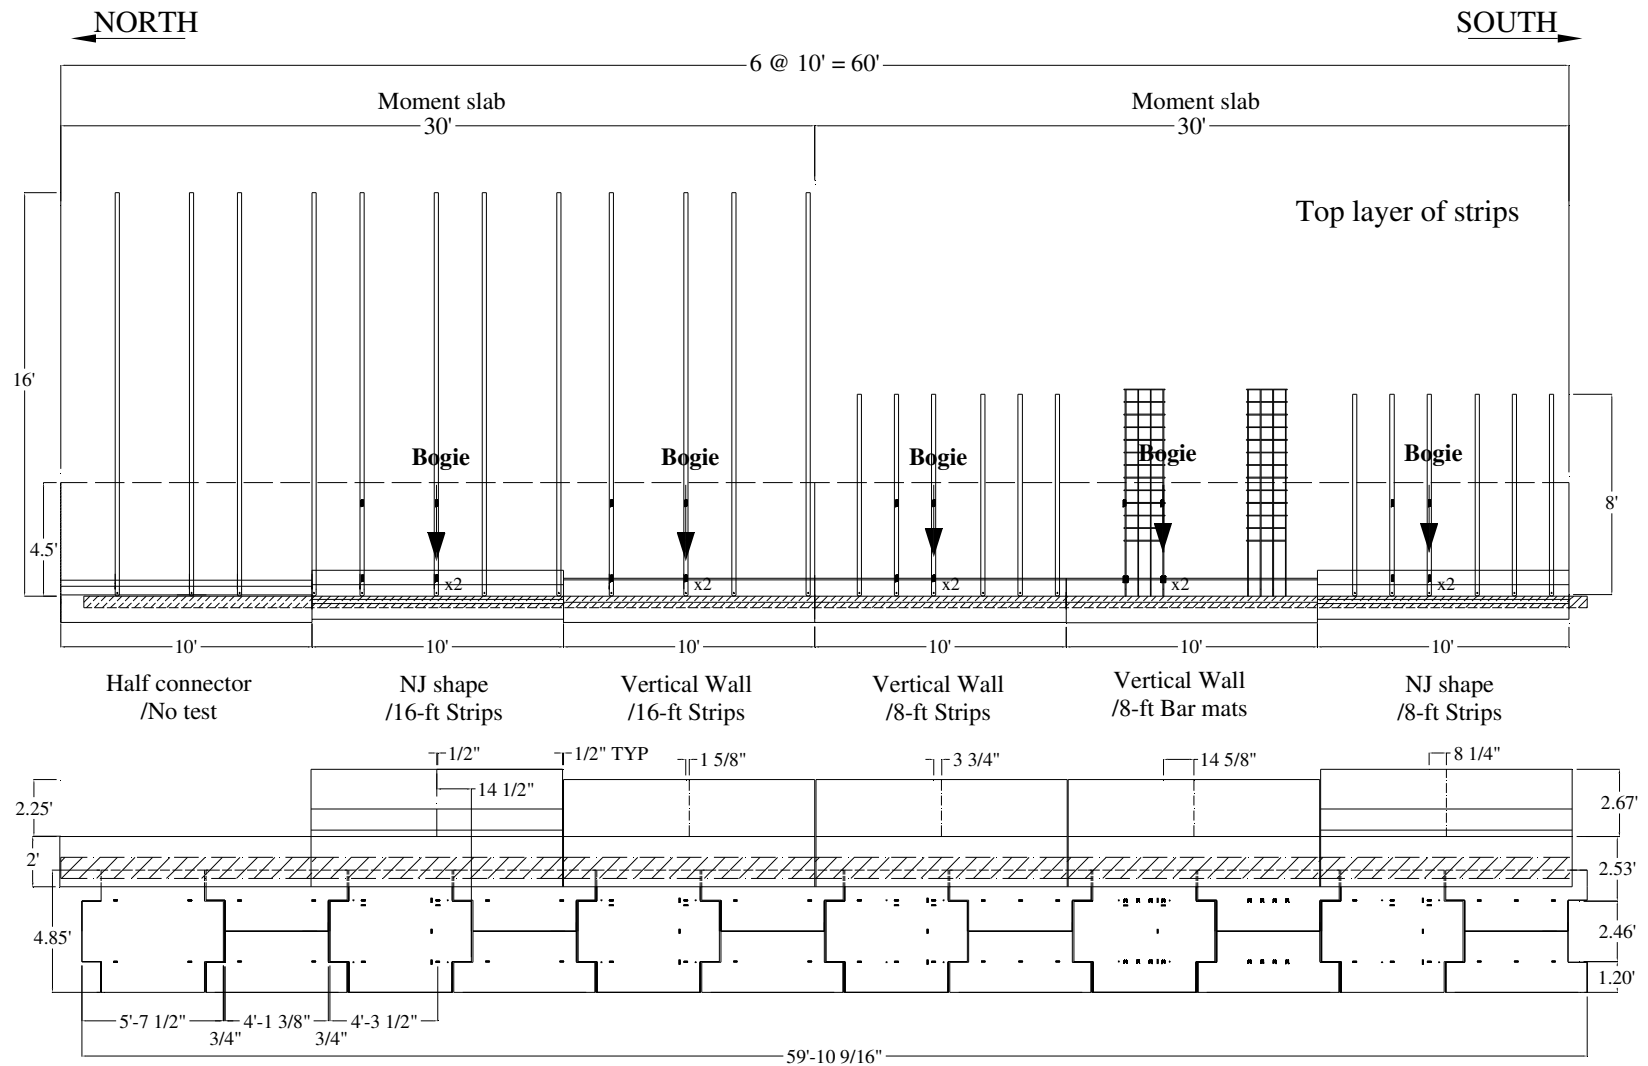 NORTH
SOUTH
6 @ 10' = 60'
Moment slab
Moment slab
30'
30'
Top layer of strips
16'
Bogie
Bogie
Bogie
Bogie
Bogie
8'
4.5'
x2
x2
x2
x2
x2
10'
10'
10'
10'
10'
10'
Half connector
/No test
NJ shape
/16-ft Strips
Vertical Wall
/16-ft Strips
Vertical Wall
/8-ft Strips
Vertical Wall
/8-ft Bar mats
NJ shape
/8-ft Strips
1/2"
1/2" TYP
1 5/8"
3 3/4"
14 5/8"
8 1/4"
14 1/2"
2.25'
2.67'
2'
2.53'
4.85'
2.46'
1.20'
5'-7 1/2"
3/4"
4'-1 3/8"
3/4"
4'-3 1/2"
59'-10 9/16"